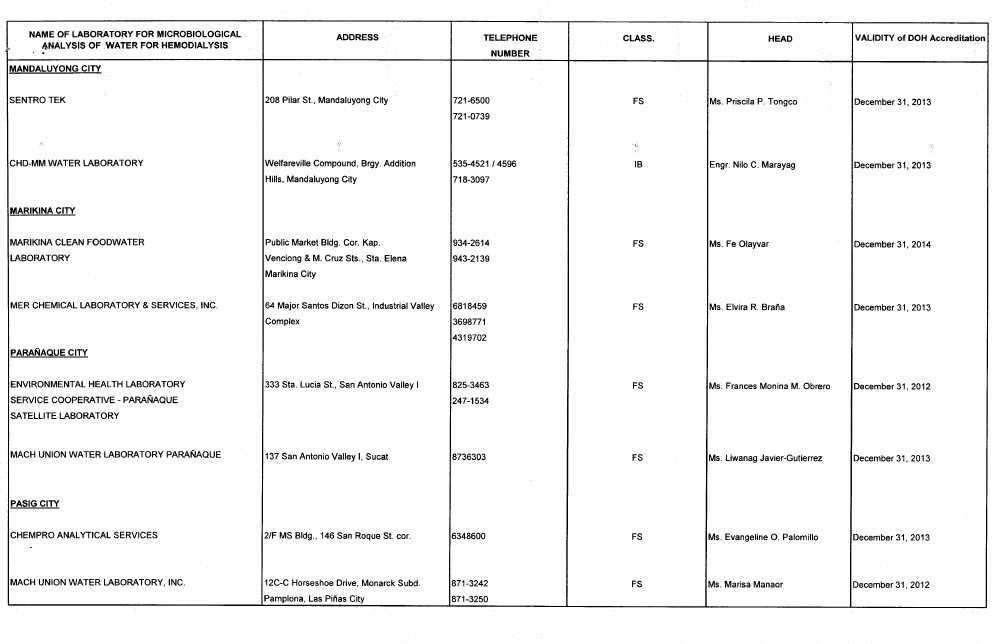 NAME OF LABORATORY FOR MICROBIOLOGICAL ANALYSIS OF WATER FOR HEMODIALYSIS | ADDRESS | TELEPHONE NUMBER | CLASS. | HEAD | VALIDITY of DOH Accreditation
MANDALUYONG CITY
SENTRO TEK | 208 Pilar St., Mandaluyong City | 721-6500 | FS | Ms. Priscila P. Tongco | December 31, 2013
721-0739
CHD-MM WATER LABORATORY | Welfareville Compound, Brgy. Addition | 535-4521 / 4596 | IB | Engr. Nilo C. Marayag | December 31, 2013
Hills, Mandaluyong City | 718-3097
MARIKINA CITY
MARIKINA CLEAN FOODWATER | Public Market Bldg. Cor. Kap. | 934-2614 | FS | Ms. Fe Olayvar | December 31, 2014
LABORATORY | Venciong & M. Cruz Sts., Sta. Elena | 943-2139
Marikina City
MER CHEMICAL LABORATORY & SERVICES, INC. | 64 Major Santos Dizon St., Industrial Valley | 6818459 | FS | Ms. Elvira R. Braña | December 31, 2013
Complex | 3698771
4319702
PARAÑAQUE CITY
ENVIRONMENTAL HEALTH LABORATORY | 333 Sta. Lucia St., San Antonio Valley I | 825-3463 | FS | Ms. Frances Monina M. Obrero | December 31, 2012
SERVICE COOPERATIVE - PARAÑAQUE | 247-1534
SATELLITE LABORATORY
MACH UNION WATER LABORATORY PARAÑAQUE | 137 San Antonio Valley I, Sucat | 8736303 | FS | Ms. Liwanag Javier-Gutierrez | December 31, 2013
PASIG CITY
CHEMPRO ANALYTICAL SERVICES | 2/F MS Bldg., 146 San Roque St. cor. | 6348600 | FS | Ms. Evangeline O. Palomillo | December 31, 2013
MACH UNION WATER LABORATORY, INC. | 12C-C Horseshoe Drive, Monarck Subd. | 871-3242 | FS | Ms. Marisa Manaor | December 31, 2012
Pamplona, Las Piñas City | 871-3250